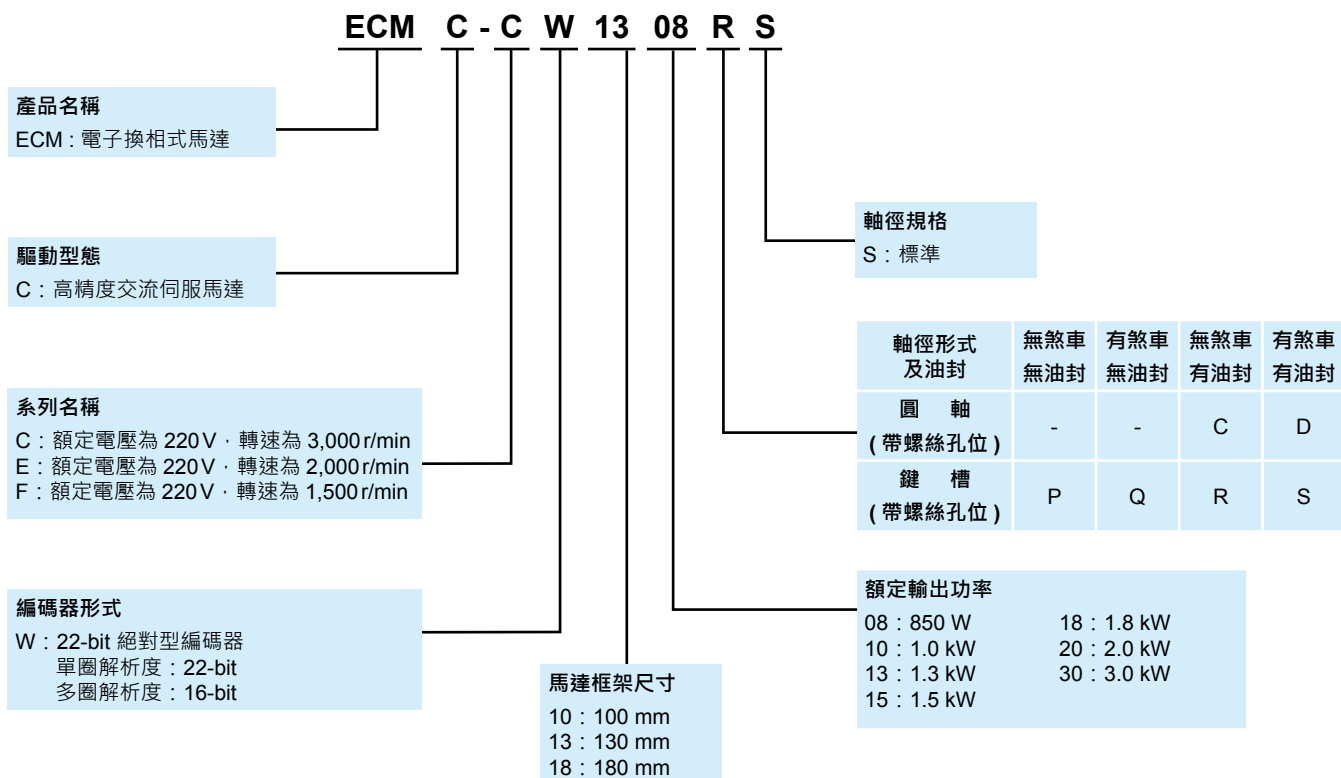 ECM C - C W 13 08 R S
產品名稱
ECM：電子換相式馬達
驅動型態
C：高精度交流伺服馬達
系列名稱
C：額定電壓為 220V，轉速為 3,000r/min
E：額定電壓為 220V，轉速為 2,000r/min
F：額定電壓為 220V，轉速為 1,500r/min
編碼器形式
W：22-bit 絕對型編碼器
單圈解析度：22-bit
多圈解析度：16-bit
馬達框架尺寸
10：100 mm
13：130 mm
18：180 mm
額定輸出功率
08：850 W 18：1.8 kW
10：1.0 kW 20：2.0 kW
13：1.3 kW 30：3.0 kW
15：1.5 kW
軸徑形式 無煞車 有煞車 無煞車 有煞車
及油封 無油封 無油封 有油封 有油封
圓 軸
(帶螺絲孔位) - - C D
鍵 槽
(帶螺絲孔位) P Q R S
軸徑規格
S：標準